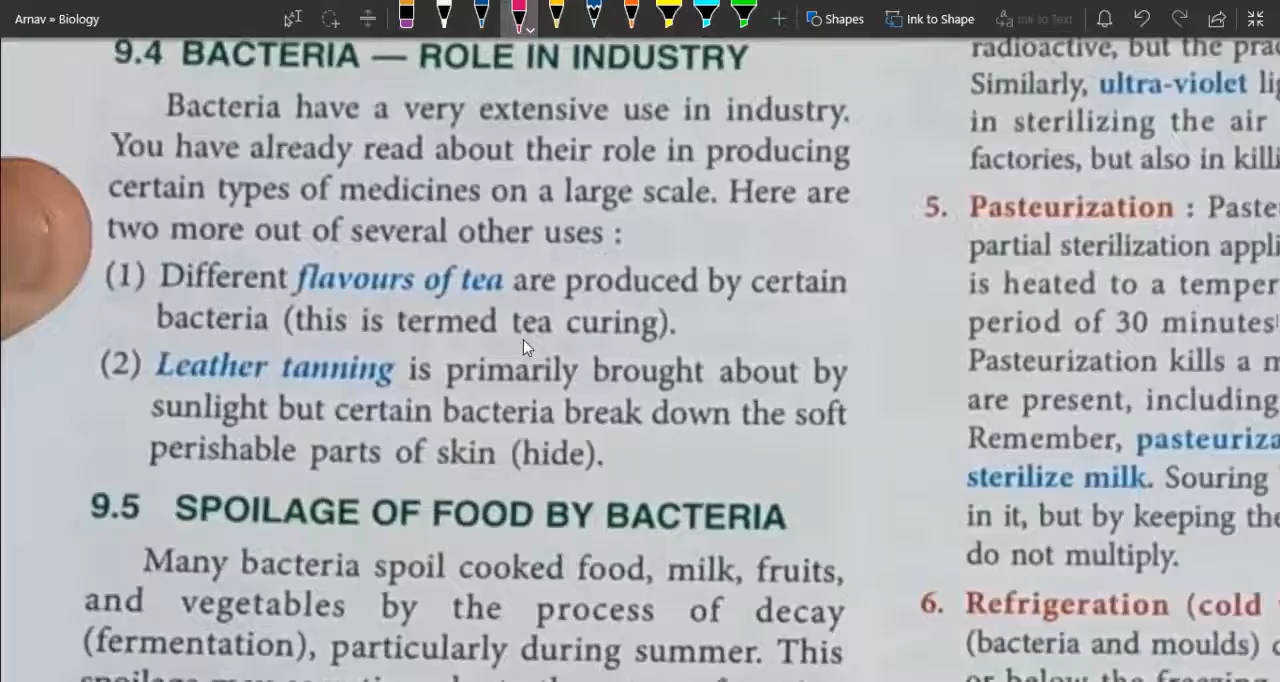 Arnav » Biology
Shapes
Ink to Shape
Ink to Text
9.4 BACTERIA — ROLE IN INDUSTRY
Bacteria have a very extensive use in industry.
You have already read about their role in producing
certain types of medicines on a large scale. Here are
two more out of several other uses :
(1) Different flavours of tea are produced by certain
bacteria (this is termed tea curing).
(2) Leather tanning is primarily brought about by
sunlight but certain bacteria break down the soft
perishable parts of skin (hide).
9.5 SPOILAGE OF FOOD BY BACTERIA
Many bacteria spoil cooked food, milk, fruits,
and vegetables by the process of decay
(fermentation), particularly during summer. This
radioactive, but the
Similarly, ultra-violet
in sterilizing the air
factories, but also in
5. Pasteurization :
partial sterilization
is heated to a
period of 30 minutes
Pasteurization kills a
are present, including
Remember,
sterilize milk. Souring
in it, but by keeping
do not multiply.
6. Refrigeration (cold
(bacteria and moulds)
or below the